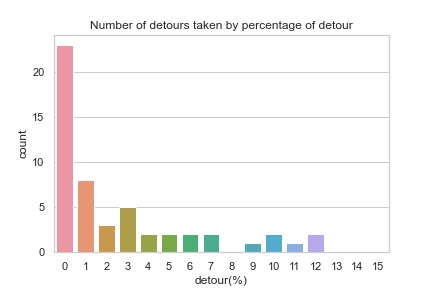 Number of detours taken by percentage of detour
20
15
10
5
0
count
0 1 2 3 4 5 6 7 8 9 10 11 12 13 14 15
detour(%)